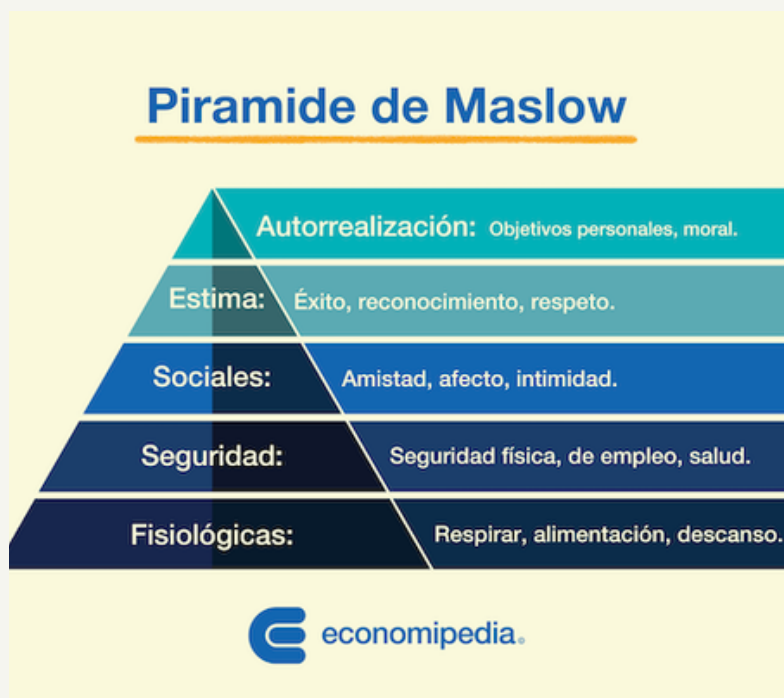 Piramide de Maslow
Autorrealización: Objetivos personales, moral.
Estima: Éxito, reconocimiento, respeto.
Sociales: Amistad, afecto, intimidad.
Seguridad: Seguridad física, de empleo, salud.
Fisiológicas: Respirar, alimentación, descanso.
economipedia®